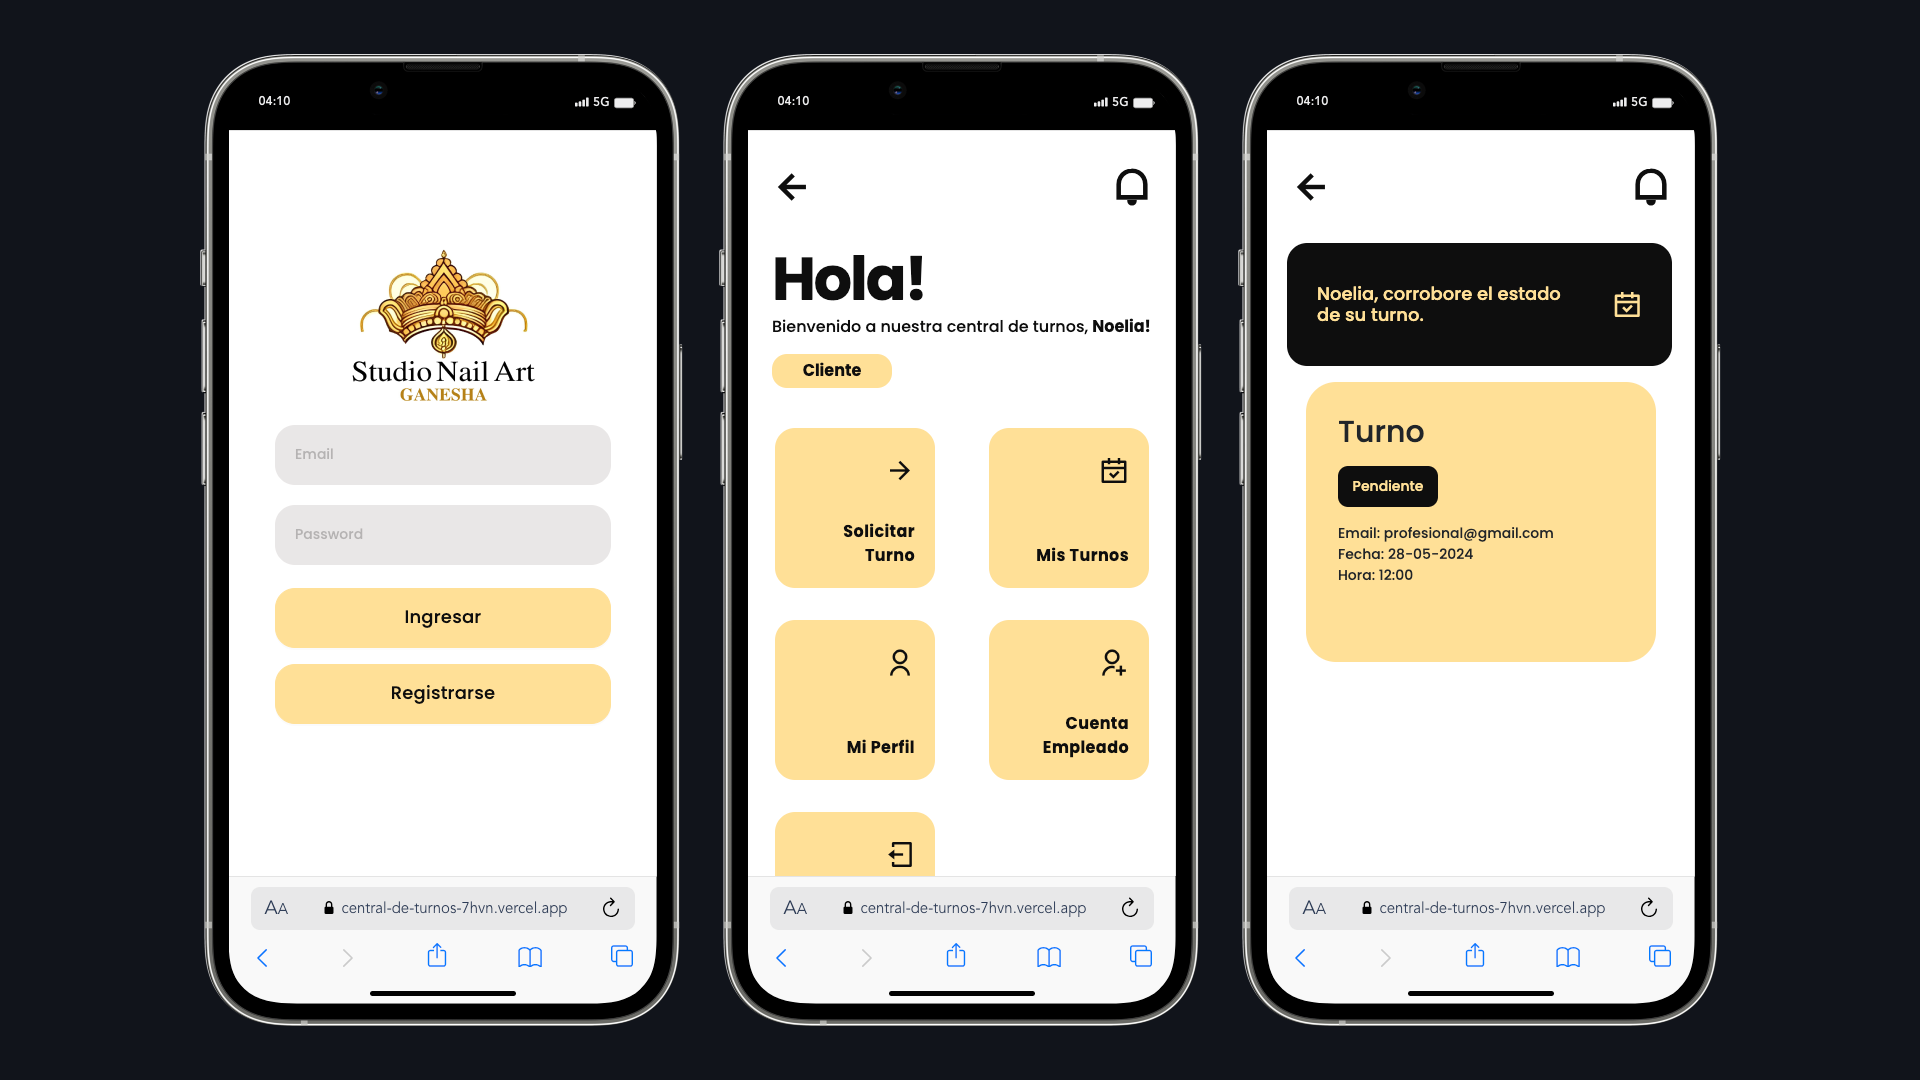 04:10
5G
Studio Nail Art
GANESHA
Email
Password
Ingresar
Registrarse
AA
central-de-turnos-7hvn.vercel.app
04:10
5G
Hola!
Bienvenido a nuestra central de turnos, Noelia!
Cliente
Solicitar
Turno
Mis Turnos
Mi Perfil
Cuenta
Empleado
AA
central-de-turnos-7hvn.vercel.app
04:10
5G
Noelia, corrobore el estado
de su turno.
Turno
Pendiente
Email: profesional@gmail.com
Fecha: 28-05-2024
Hora: 12:00
AA
central-de-turnos-7hvn.vercel.app